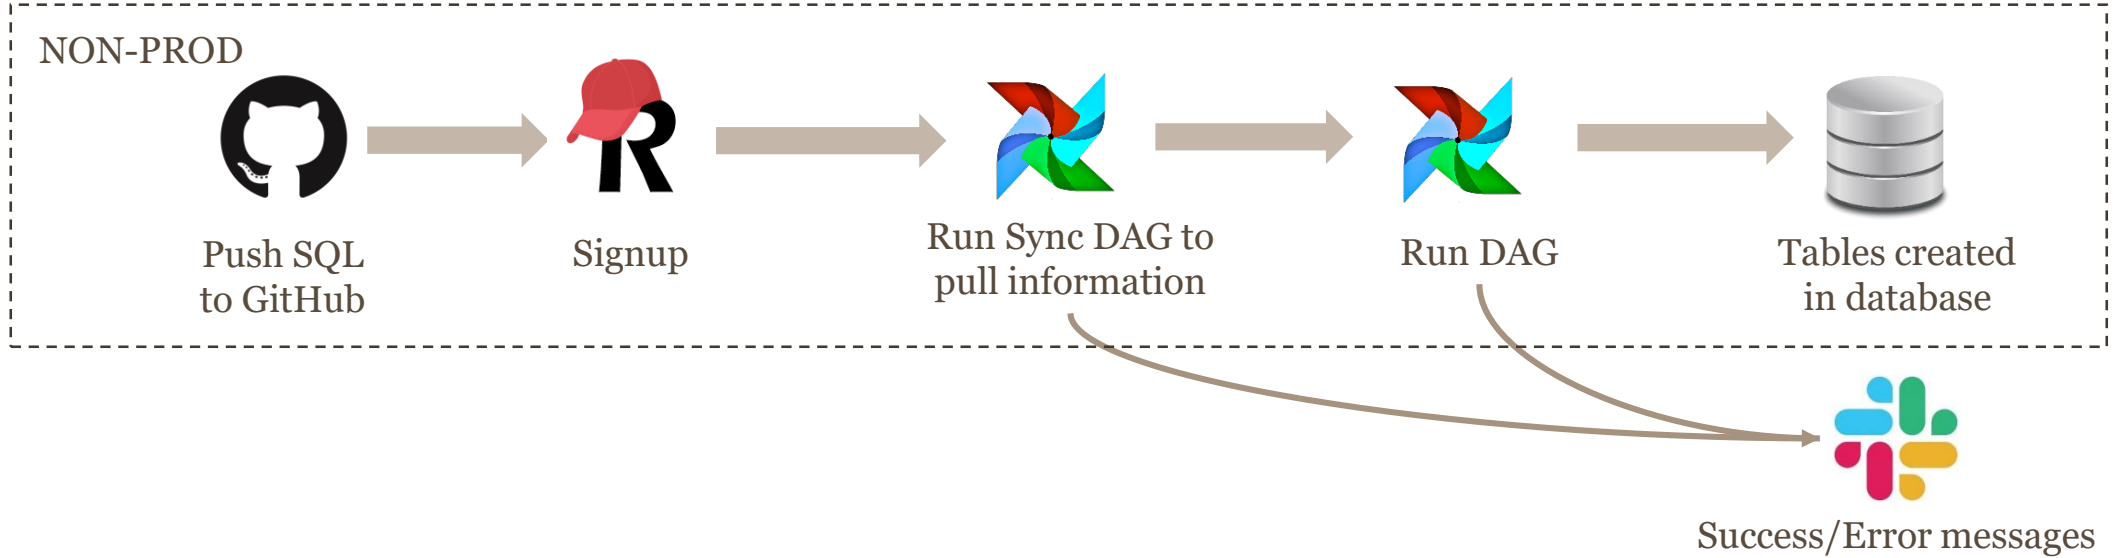 NON-PROD
Push SQL
to GitHub
R
Signup
Run Sync DAG to
pull information
Run DAG
Tables created
in database
Success/Error messages